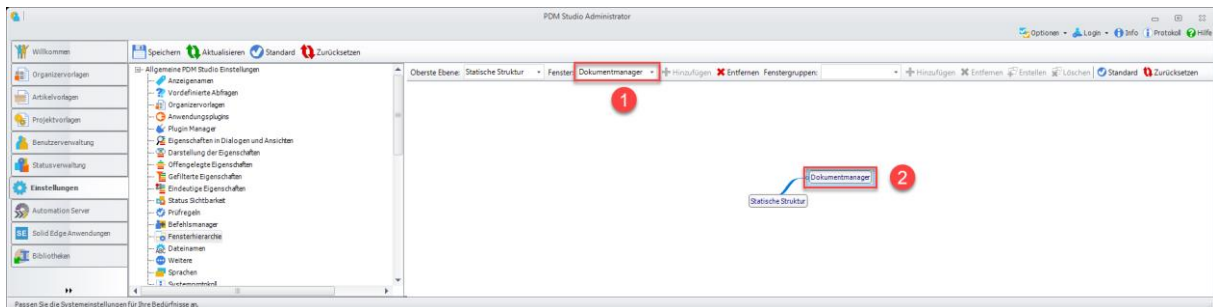 PDM Studio Administrator
Optionen Login Info Protokoll Hilfe
Willkommen
Organizervorlagen
Artikelvorlagen
Projektvorlagen
Benutzerverwaltung
Statusverwaltung
Einstellungen
Automation Server
SE Solid Edge Anwendungen
Bibliotheken
Speichern Aktualisieren Standard Zurücksetzen
Allgemeine PDM Studio Einstellungen
Anzeigenamen
Vordefinierte Abfragen
Organizervorlagen
Anwendungsplugins
Plugin Manager
Eigenschaften in Dialogen und Ansichten
Darstellung der Eigenschaften
Offengelegte Eigenschaften
Gefilterte Eigenschaften
Eindeutige Eigenschaften
Status Sichtbarkeit
Prüfregeln
Befehlsmanager
Fensterhierarchie
Dateinamen
Weitere
Sprachen
Systemprotokoll
Oberste Ebene: Statische Struktur Fenster: Dokumentmanager Hinzufügen Entfernen Fenstergruppen: Hinzufügen Entfernen Erstellen Löschen Standard Zurücksetzen
1
Dokumentmanager 2
Statische Struktur
Passen Sie die Systemeinstellungen für Ihre Bedürfnisse an.